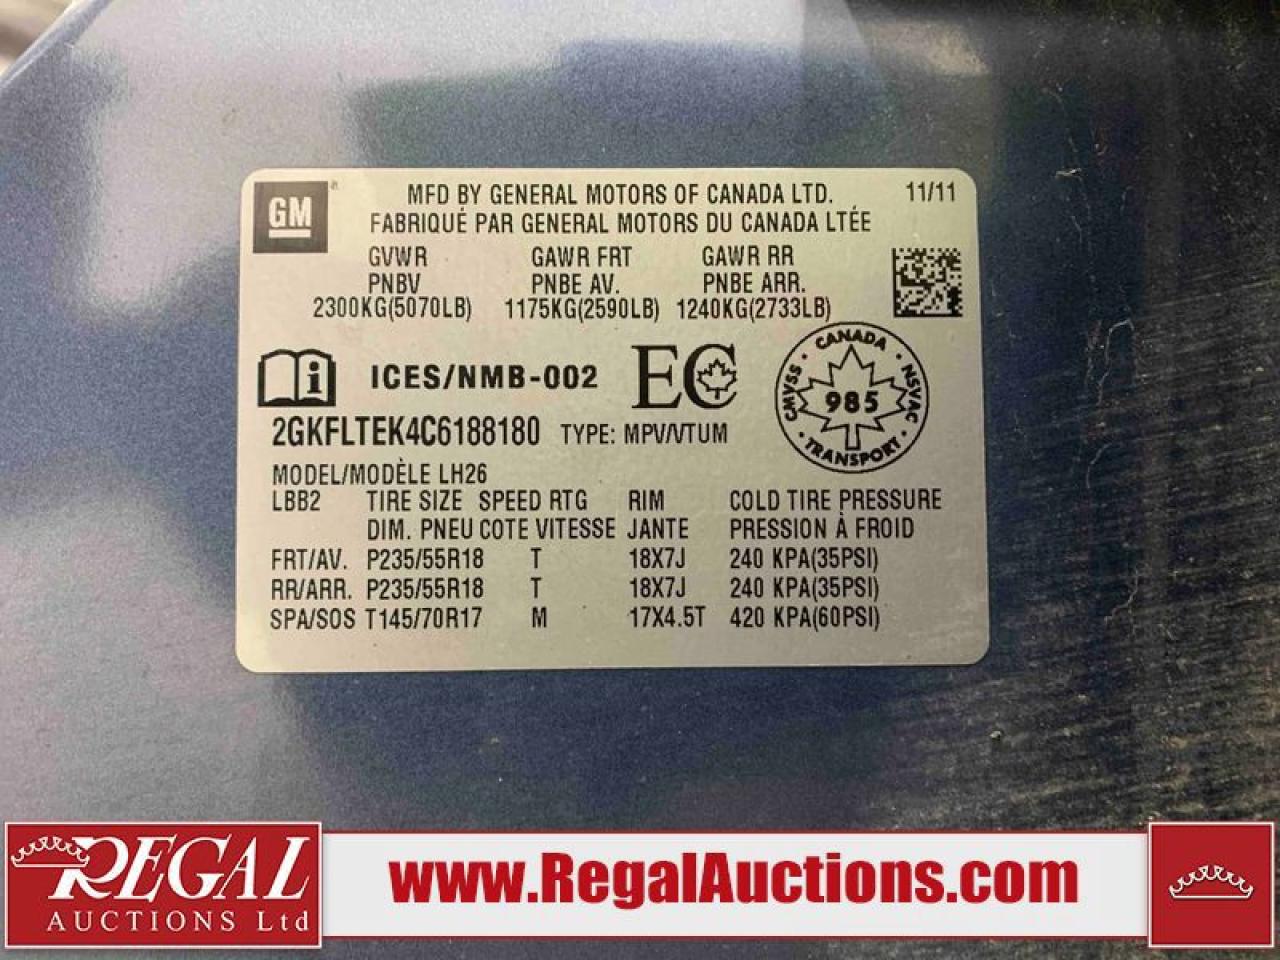 GM
MFD BY GENERAL MOTORS OF CANADA LTD. 11/11
FABRIQUÉ PAR GENERAL MOTORS DU CANADA LTÉE
GVWR GAWR FRT GAWR RR
PNBV PNBE AV. PNBE ARR.
2300KG(5070LB) 1175KG(2590LB) 1240KG(2733LB)
ICES/NMB-002 EC
CANADA
CMVSS 985 NSVAC
TRANSPORT
2GKFLTEK4C6188180 TYPE: MPV/VTUM
MODEL/MODÈLE LH26
LBB2 TIRE SIZE SPEED RTG RIM COLD TIRE PRESSURE
DIM. PNEU COTE VITESSE JANTE PRESSION À FROID
FRT/AV. P235/55R18 T 18X7J 240 KPA(35PSI)
RR/ARR. P235/55R18 T 18X7J 240 KPA(35PSI)
SPA/SOS T145/70R17 M 17X4.5T 420 KPA(60PSI)
REGAL
AUCTIONS Ltd
www.RegalAuctions.com